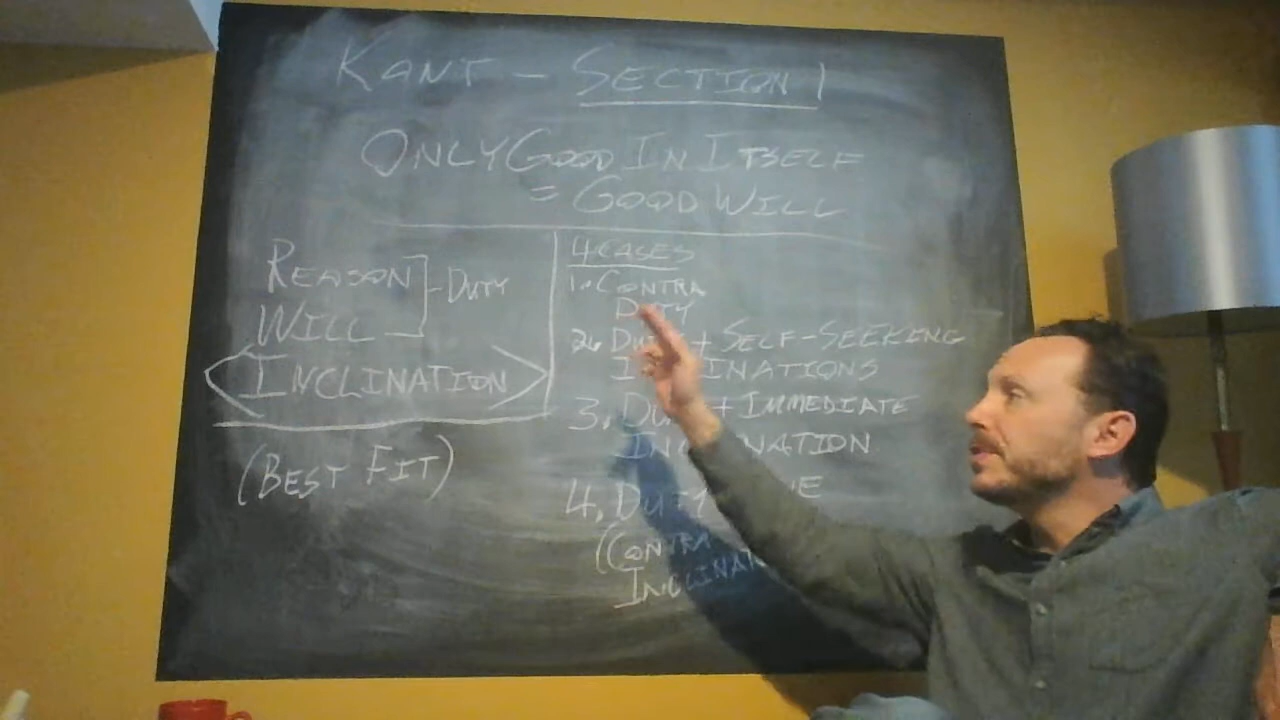 KANT - SECTION 1
ONLY GOOD IN ITSELF
= GOOD WILL
REASON
WILL
- DUTY
<INCLINATION>
(BEST FIT)
4 CASES
1. CONTRA
DUTY
2. DUTY + SELF-SEEKING
INCLINATIONS
3. DUTY + IMMEDIATE
INCLINATION
4. DUTY
(CONTRA